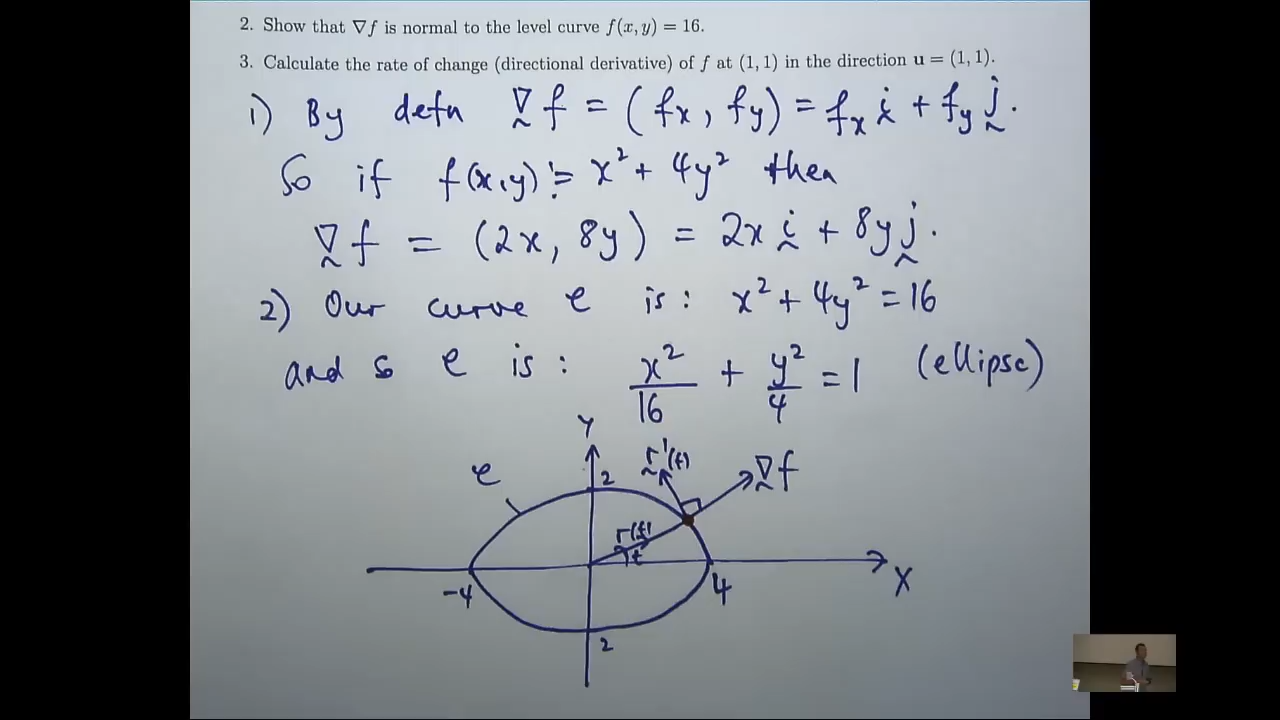 2. Show that ∇f is normal to the level curve f(x, y) = 16.
3. Calculate the rate of change (directional derivative) of f at (1, 1) in the direction u = (1, 1).
1) By defn ∇f = (fx, fy) = fx i + fy j.
So if f(x,y) := x² + 4y² then
∇f = (2x, 8y) = 2x i + 8y j.
2) Our curve C is: x² + 4y² = 16
and so C is: x²/16 + y²/4 = 1 (ellipse)
y
r'(t)
∇f
C
2
r(t)
t
-4
4
x
2